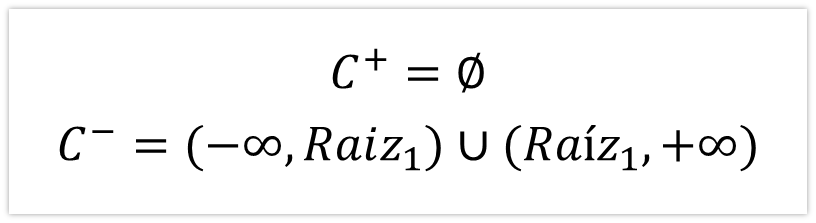 C⁺ = ∅
C⁻ = (−∞, Raiz₁) ∪ (Raíz₁, +∞)